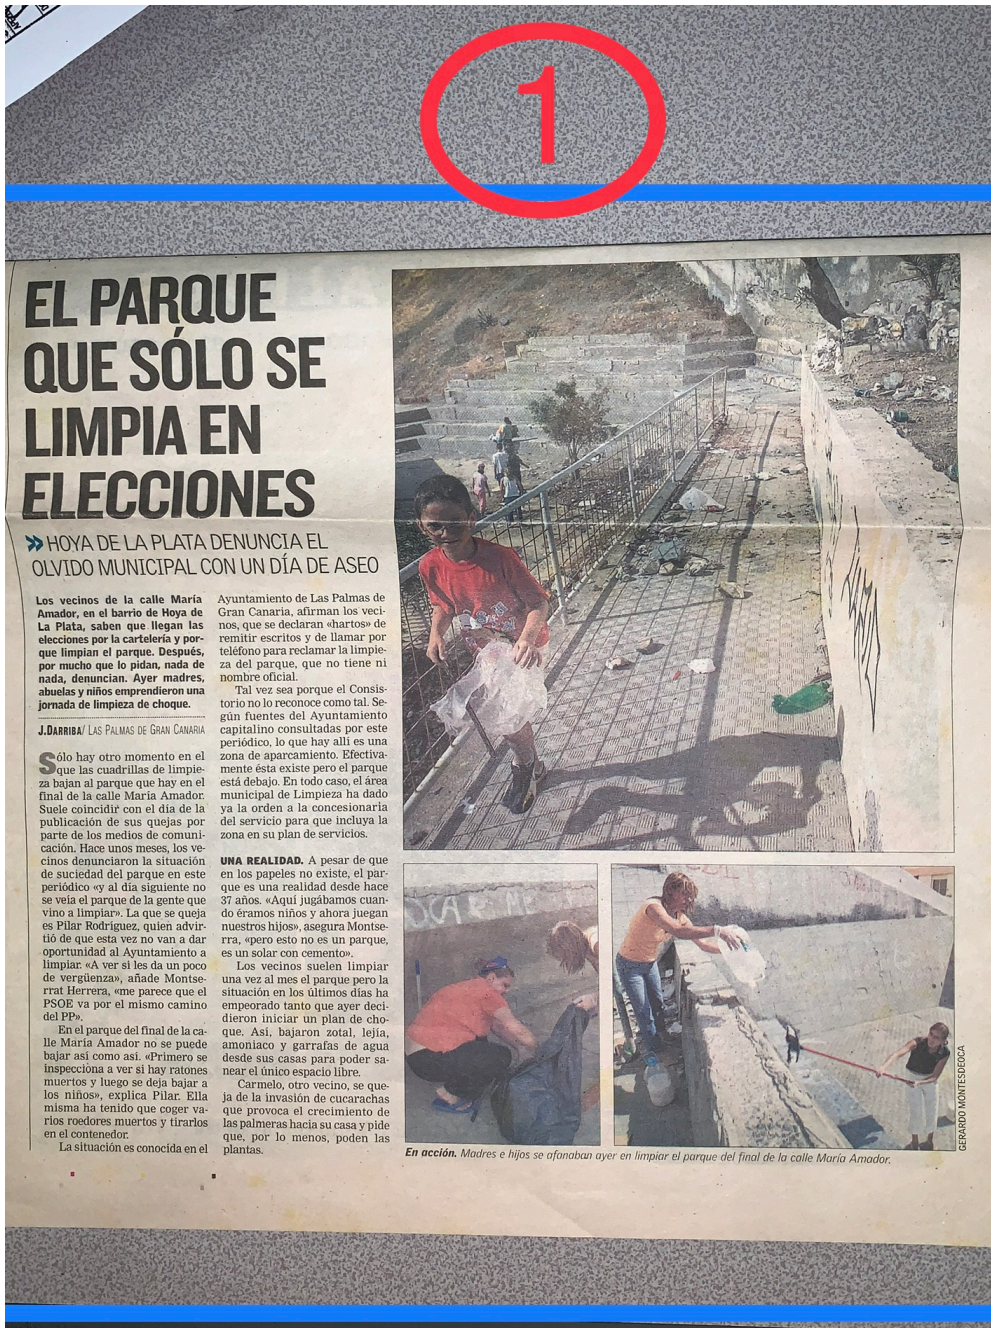 1
EL PARQUE
QUE SÓLO SE
LIMPIA EN
ELECCIONES
» HOYA DE LA PLATA DENUNCIA EL
OLVIDO MUNICIPAL CON UN DÍA DE ASEO
Los vecinos de la calle María
Amador, en el barrio de Hoya de
La Plata, saben que llegan las
elecciones por la cartelería y por-
que limpian el parque. Después,
por mucho que lo pidan, nada de
nada, denuncian. Ayer madres,
abuelas y niños emprendieron una
jornada de limpieza de choque.
J.DARRIBA/ LAS PALMAS DE GRAN CANARIA
Sólo hay otro momento en el
que las cuadrillas de limpie-
za bajan al parque que hay en el
final de la calle María Amador.
Suele coincidir con el día de la
publicación de sus quejas por
parte de los medios de comuni-
cación. Hace unos meses, los ve-
cinos denunciaron la situación
de suciedad del parque en este
periódico «y al día siguiente no
se veía el parque de la gente que
vino a limpiar». La que se queja
es Pilar Rodríguez, quien advir-
tió de que esta vez no van a dar
oportunidad al Ayuntamiento a
limpiar. «A ver si les da un poco
de vergüenza», añade Montse-
rrat Herrera, «me parece que el
PSOE va por el mismo camino
del PP».
En el parque del final de la ca-
lle María Amador no se puede
bajar así como así. «Primero se
inspecciona a ver si hay ratones
muertos y luego se deja bajar a
los niños», explica Pilar. Ella
misma ha tenido que coger va-
rios roedores muertos y tirarlos
en el contenedor.
La situación es conocida en el
Ayuntamiento de Las Palmas de
Gran Canaria, afirman los veci-
nos, que se declaran «hartos» de
remitir escritos y de llamar por
teléfono para reclamar la limpie-
za del parque, que no tiene ni
nombre oficial.
Tal vez sea porque el Consis-
torio no lo reconoce como tal. Se-
gún fuentes del Ayuntamiento
capitalino consultadas por este
periódico, lo que hay allí es una
zona de aparcamiento. Efectiva-
mente ésta existe pero el parque
está debajo. En todo caso, el área
municipal de Limpieza ha dado
ya la orden a la concesionaria
del servicio para que incluya la
zona en su plan de servicios.
UNA REALIDAD. A pesar de que
en los papeles no existe, el par-
que es una realidad desde hace
37 años. «Aquí jugábamos cuan-
do éramos niños y ahora juegan
nuestros hijos», asegura Montse-
rra, «pero esto no es un parque,
es un solar con cemento».
Los vecinos suelen limpiar
una vez al mes el parque pero la
situación en los últimos días ha
empeorado tanto que ayer deci-
dieron iniciar un plan de cho-
que. Así, bajaron zotal, lejía,
amoniaco y garrafas de agua
desde sus casas para poder sa-
near el único espacio libre.
Carmelo, otro vecino, se que-
ja de la invasión de cucarachas
que provoca el crecimiento de
las palmeras hacia su casa y pide
que, por lo menos, poden las
plantas.
GERARDO MONTESDEOCA
En acción. Madres e hijos se afanaban ayer en limpiar el parque del final de la calle María Amador.